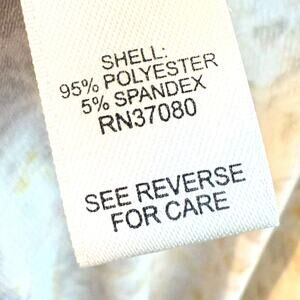 SHELL:
95% POLYESTER
5% SPANDEX
RN37080
SEE REVERSE
FOR CARE